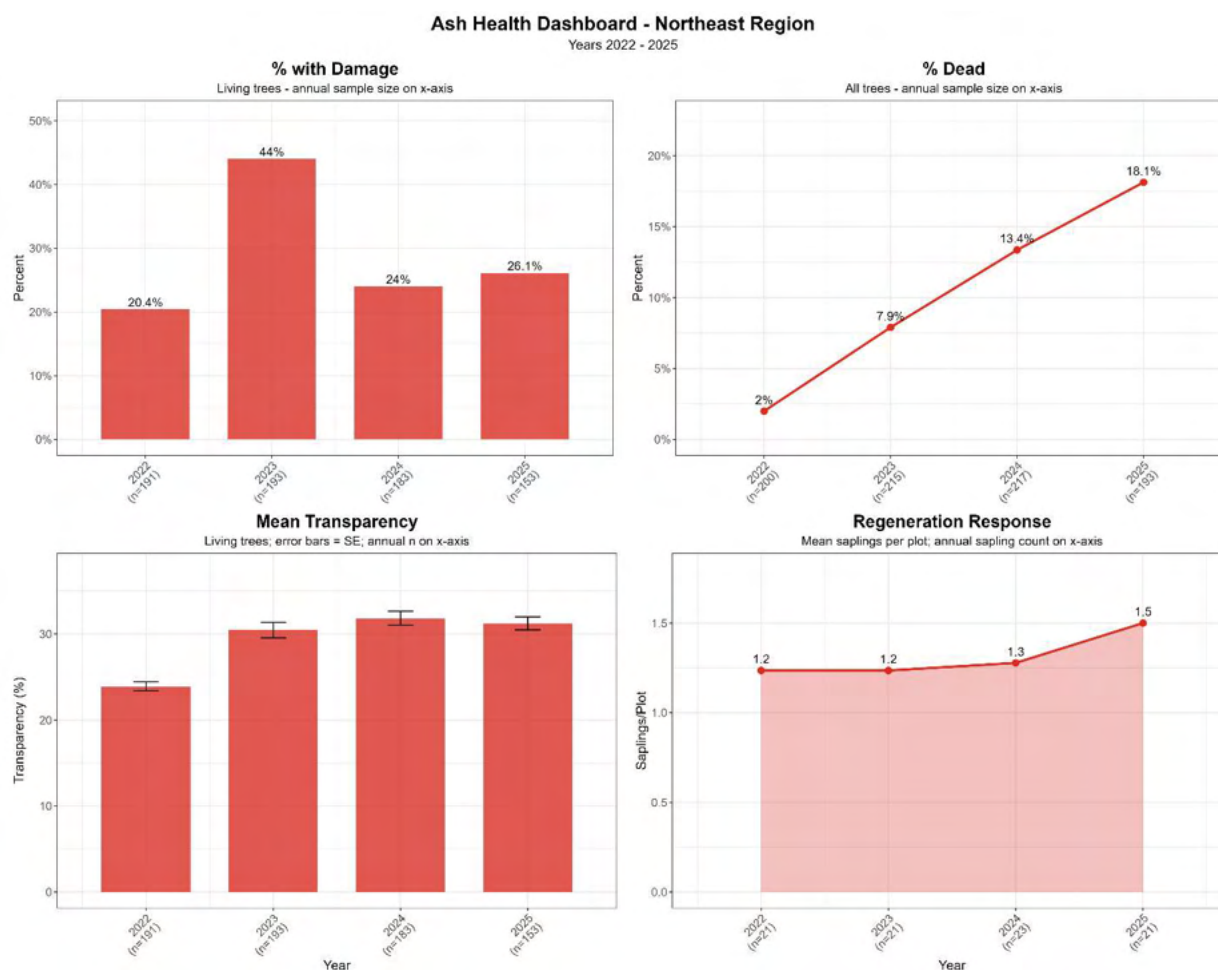 Ash Health Dashboard - Northeast Region
Years 2022 - 2025
% with Damage
Living trees - annual sample size on x-axis
50%
40%
30%
20%
10%
0%
Percent
20.4%
44%
24%
26.1%
2022
(n=191)
2023
(n=193)
2024
(n=183)
2025
(n=153)
% Dead
All trees - annual sample size on x-axis
20%
15%
10%
5%
0%
Percent
2%
7.9%
13.4%
18.1%
2022
(n=200)
2023
(n=215)
2024
(n=217)
2025
(n=193)
Mean Transparency
Living trees; error bars = SE; annual n on x-axis
30
20
10
0
Transparency (%)
2022
(n=191)
2023
(n=193)
2024
(n=183)
2025
(n=153)
Year
Regeneration Response
Mean saplings per plot; annual sapling count on x-axis
1.5
1.0
0.5
0.0
Saplings/Plot
1.2
1.2
1.3
1.5
2022
(n=21)
2023
(n=21)
2024
(n=23)
2025
(n=21)
Year